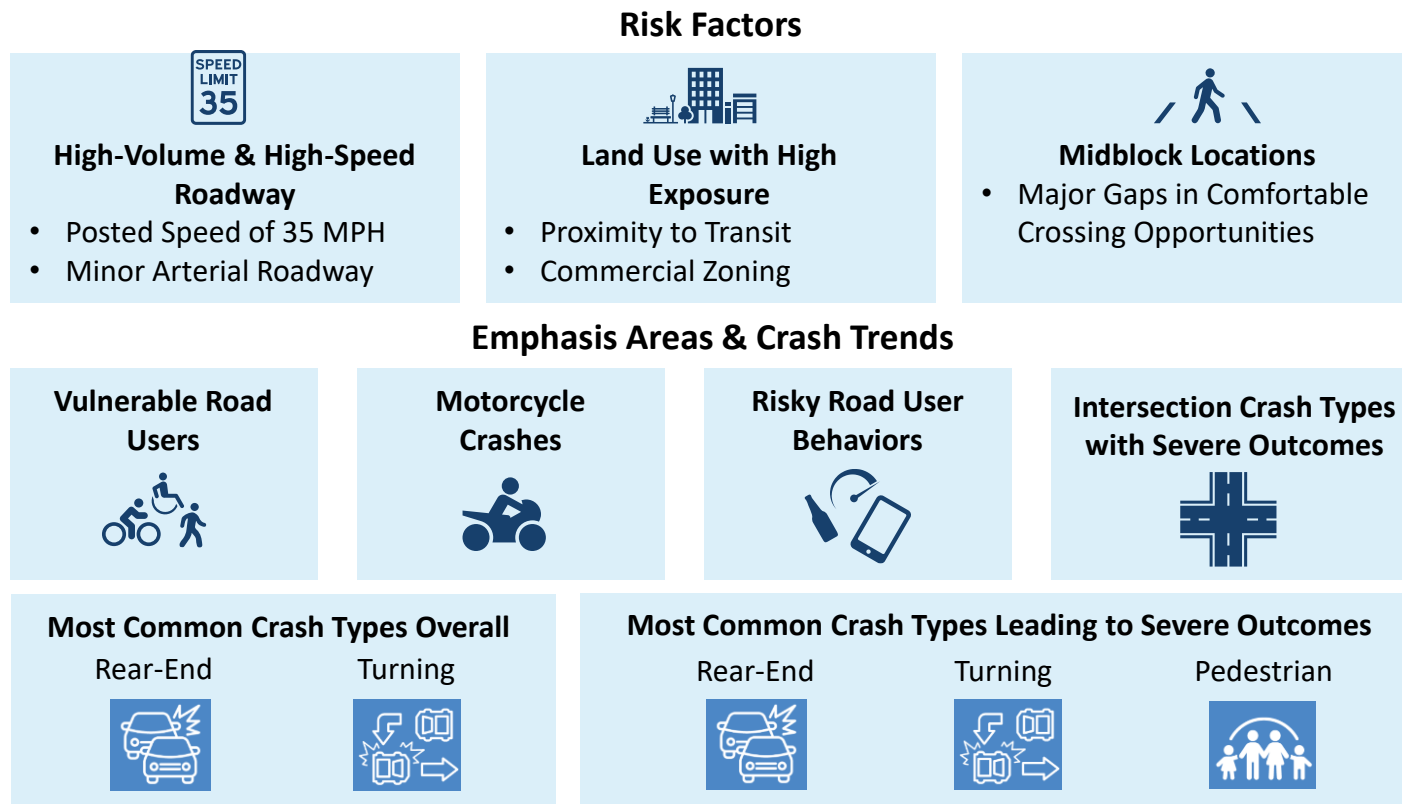 Risk Factors
SPEED
LIMIT
35
High-Volume & High-Speed
Roadway
• Posted Speed of 35 MPH
• Minor Arterial Roadway
Land Use with High
Exposure
• Proximity to Transit
• Commercial Zoning
Midblock Locations
• Major Gaps in Comfortable
Crossing Opportunities
Emphasis Areas & Crash Trends
Vulnerable Road
Users
Motorcycle
Crashes
Risky Road User
Behaviors
Intersection Crash Types
with Severe Outcomes
Most Common Crash Types Overall
Rear-End
Turning
Most Common Crash Types Leading to Severe Outcomes
Rear-End
Turning
Pedestrian